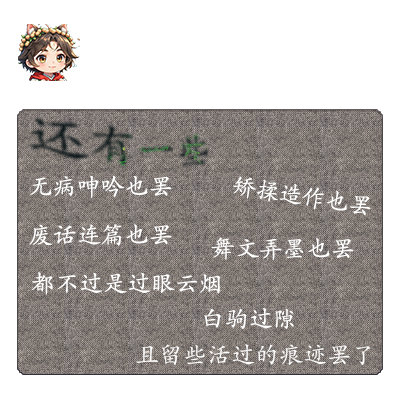 还有一些
无病呻吟也罢
矫揉造作也罢
废话连篇也罢
舞文弄墨也罢
都不过是过眼云烟
白驹过隙
且留些活过的痕迹罢了